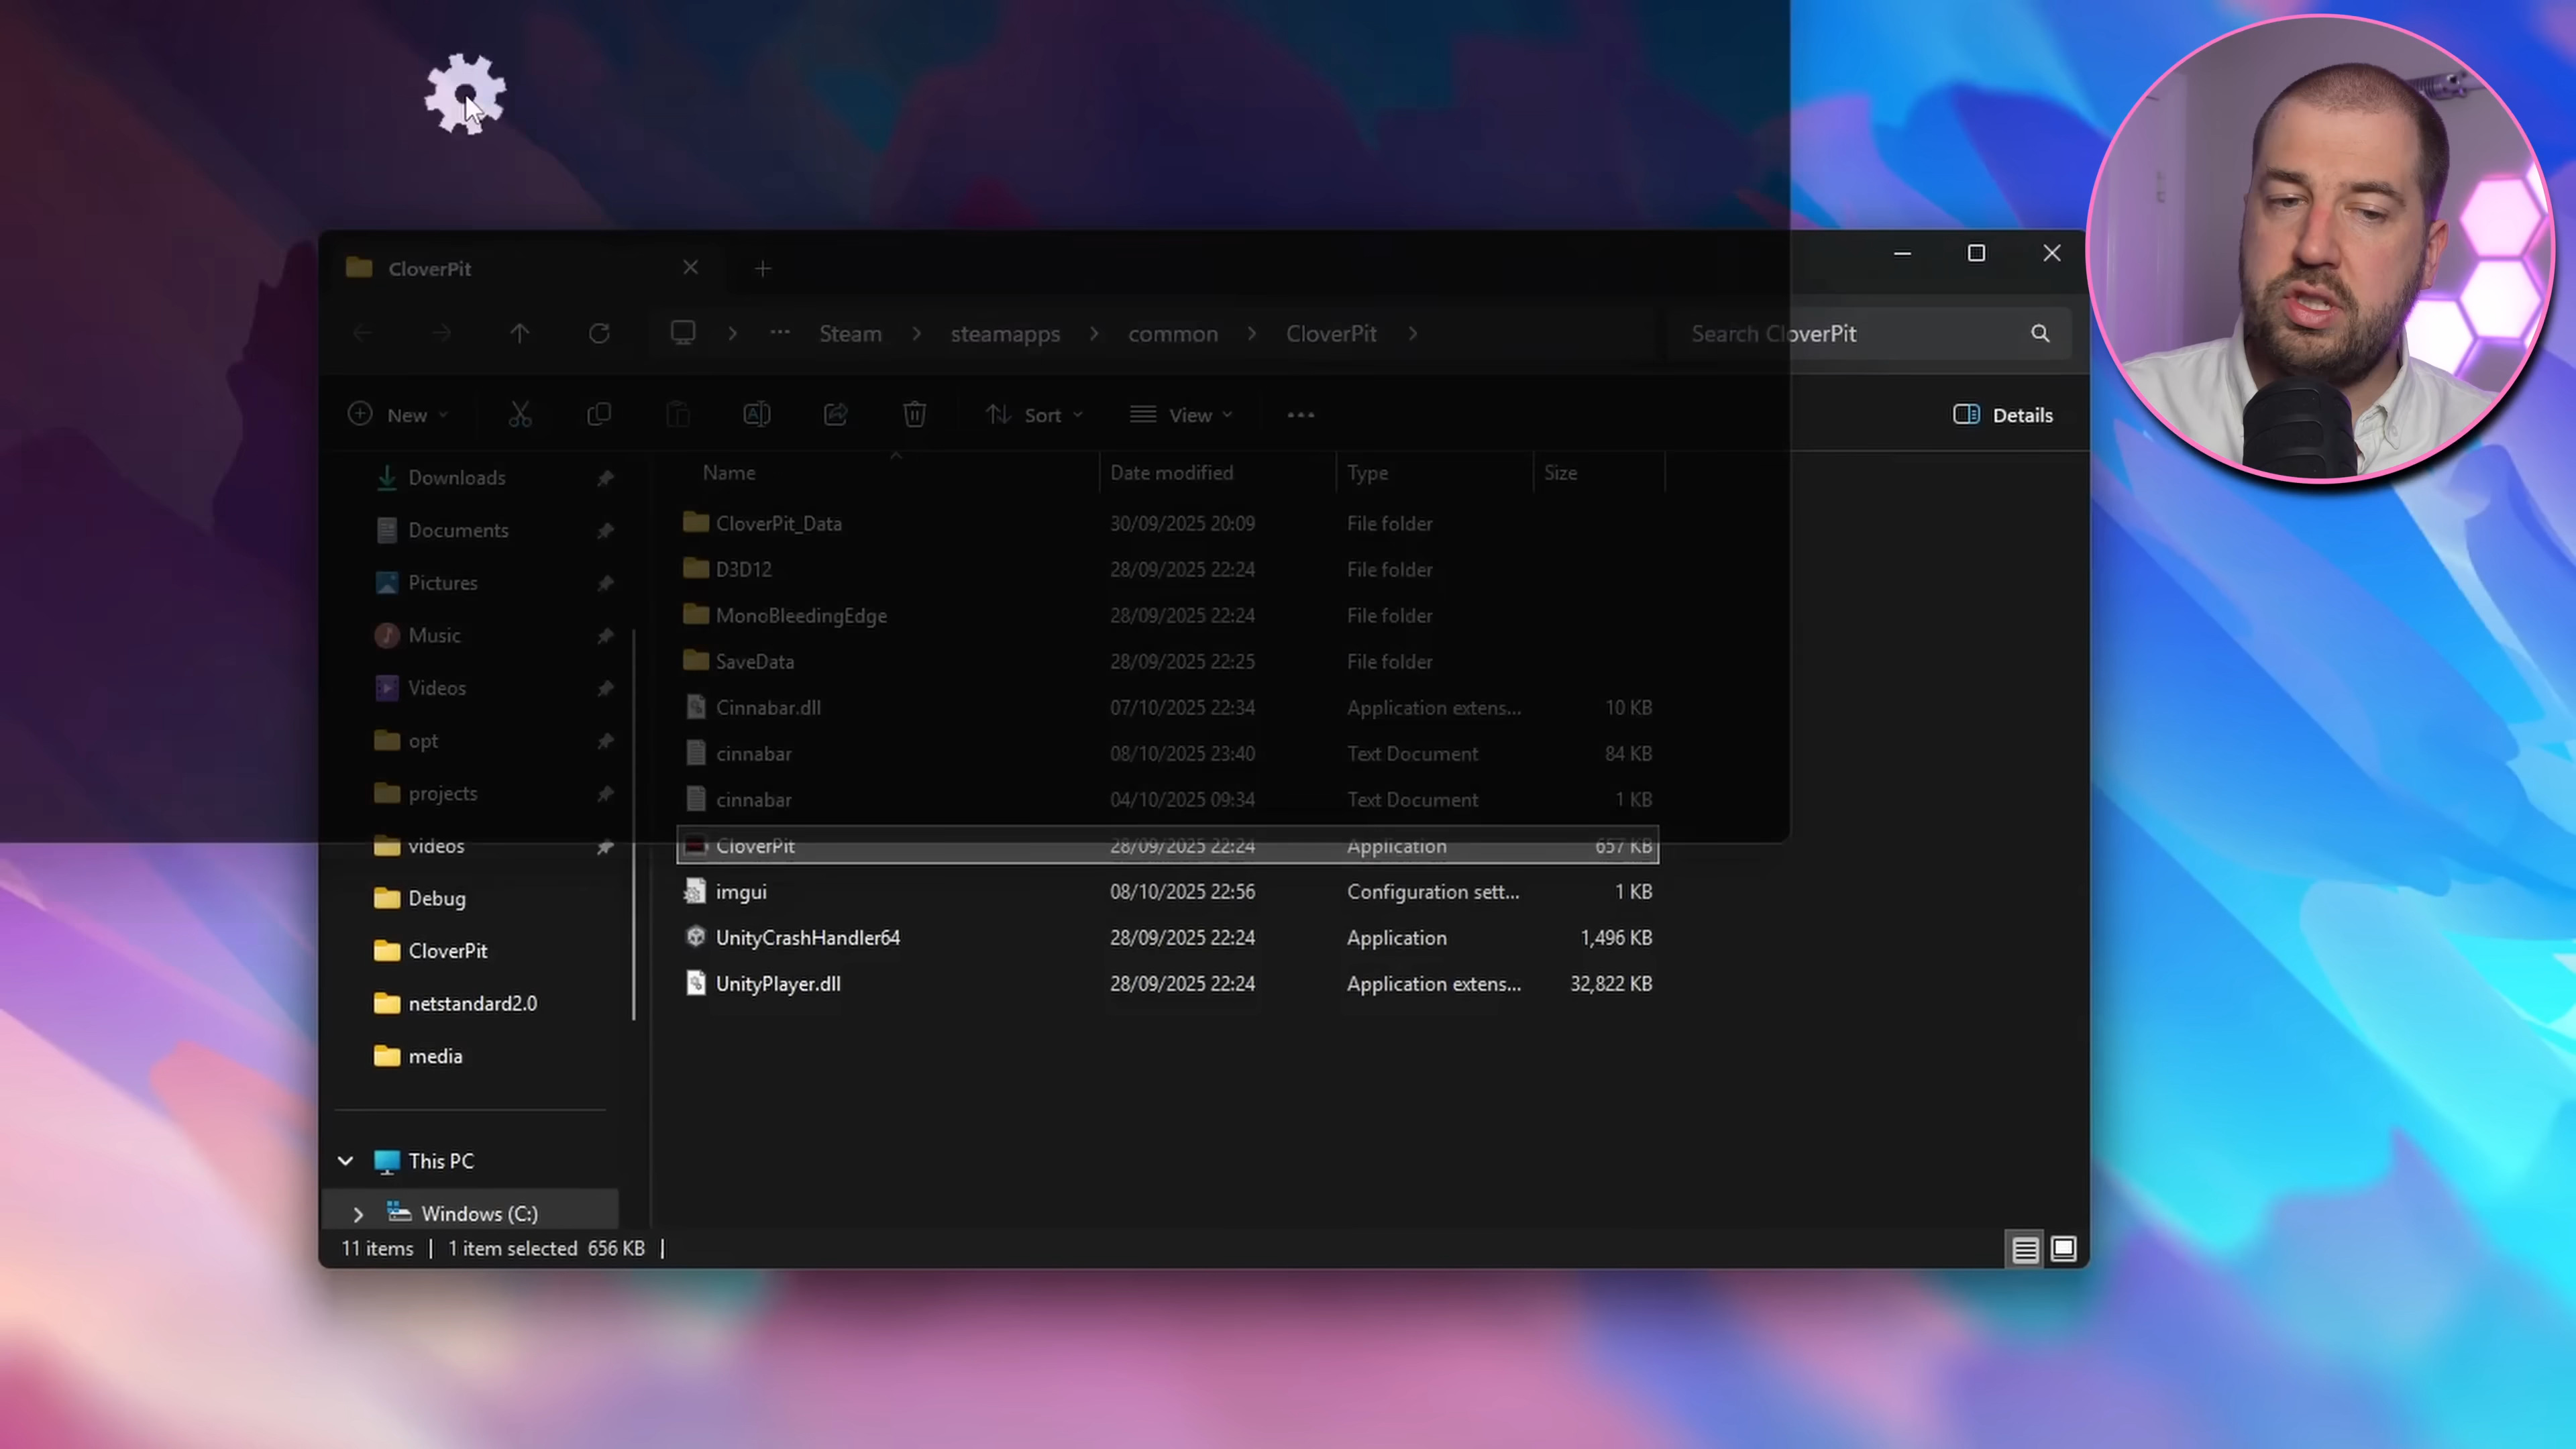 CloverPit
Steam > steamapps > common > CloverPit >
Search CloverPit
New
Sort
View
Details
Name
Date modified
Type
Size
Downloads
Documents
Pictures
Music
Videos
opt
projects
videos
Debug
CloverPit
netstandard2.0
media
This PC
Windows (C:)
CloverPit_Data 30/09/2025 20:09 File folder
D3D12 28/09/2025 22:24 File folder
MonoBleedingEdge 28/09/2025 22:24 File folder
SaveData 28/09/2025 22:25 File folder
Cinnabar.dll 07/10/2025 22:34 Application extens... 10 KB
cinnabar 08/10/2025 23:40 Text Document 84 KB
cinnabar 04/10/2025 09:34 Text Document 1 KB
CloverPit 28/09/2025 22:24 Application 657 KB
imgui 08/10/2025 22:56 Configuration sett... 1 KB
UnityCrashHandler64 28/09/2025 22:24 Application 1,496 KB
UnityPlayer.dll 28/09/2025 22:24 Application extens... 32,822 KB
11 items | 1 item selected 656 KB |